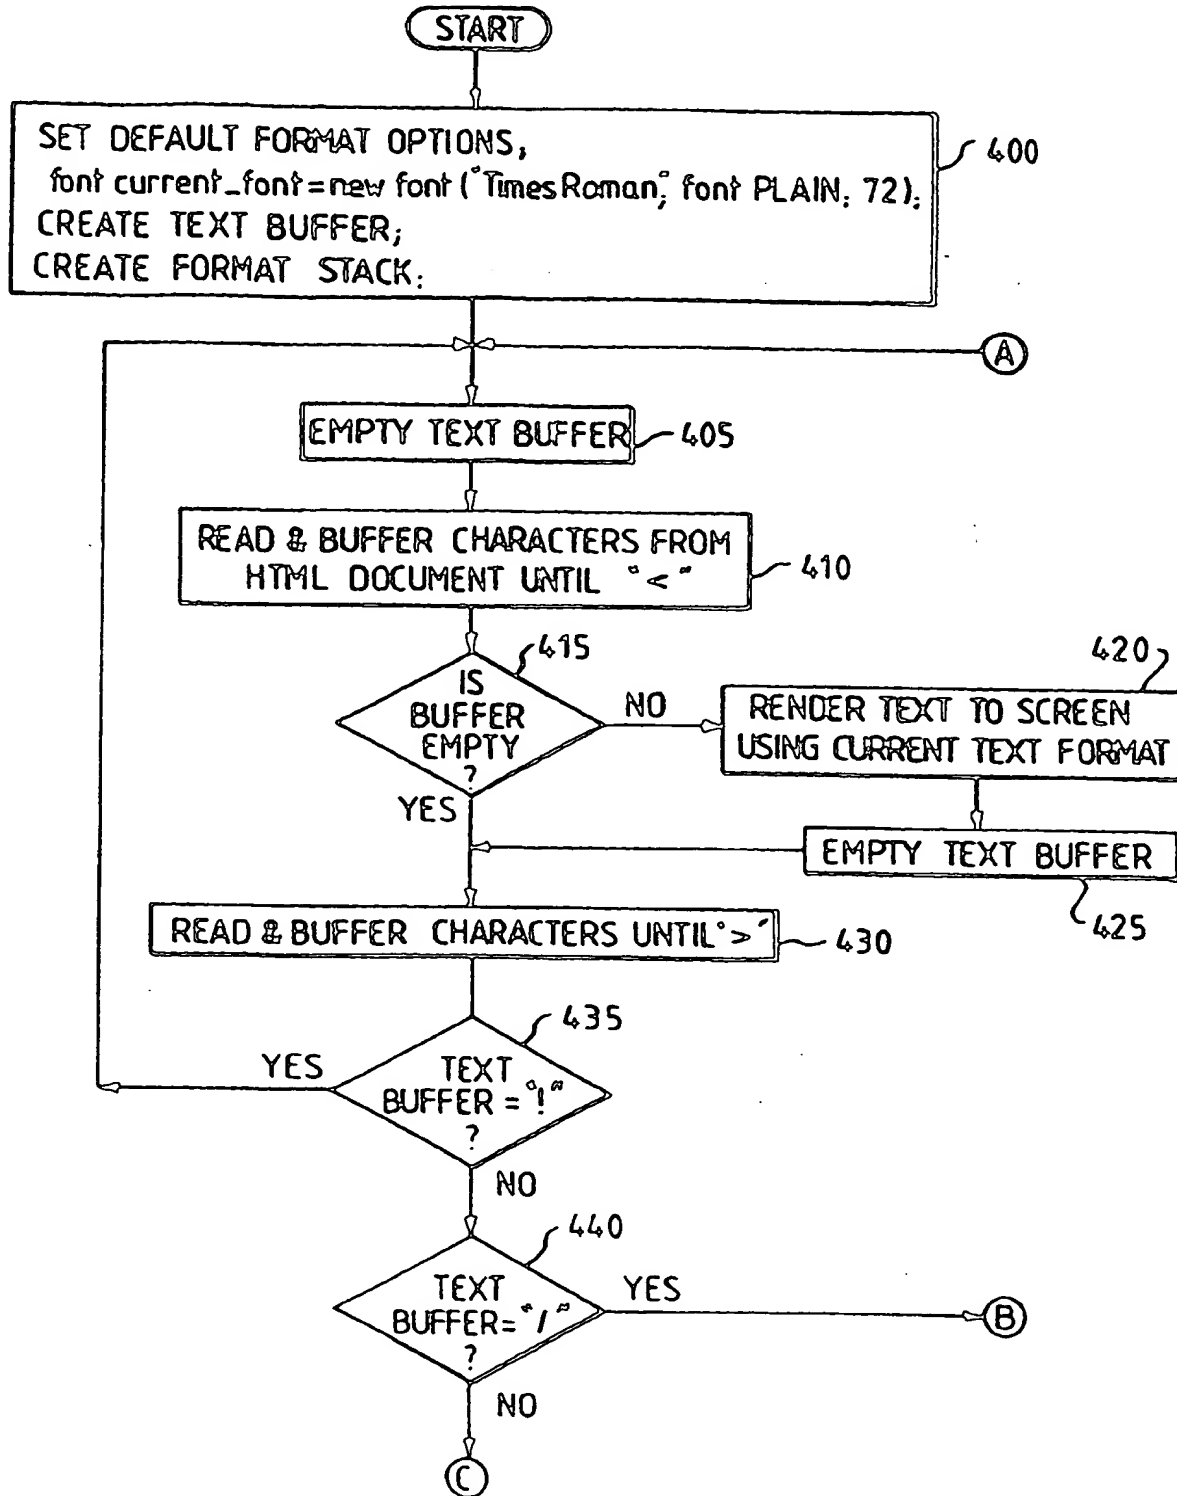 START
SET DEFAULT FORMAT OPTIONS,
font current_font=new font ("TimesRoman", font PLAIN, 72);
CREATE TEXT BUFFER;
CREATE FORMAT STACK.
400
A
EMPTY TEXT BUFFER
405
READ & BUFFER CHARACTERS FROM
HTML DOCUMENT UNTIL "<"
410
415
IS
BUFFER
EMPTY
?
NO
YES
420
RENDER TEXT TO SCREEN
USING CURRENT TEXT FORMAT
EMPTY TEXT BUFFER
425
READ & BUFFER CHARACTERS UNTIL ">"
430
435
YES
TEXT
BUFFER = "!"
?
NO
440
TEXT
BUFFER= "/"
?
YES
B
NO
C